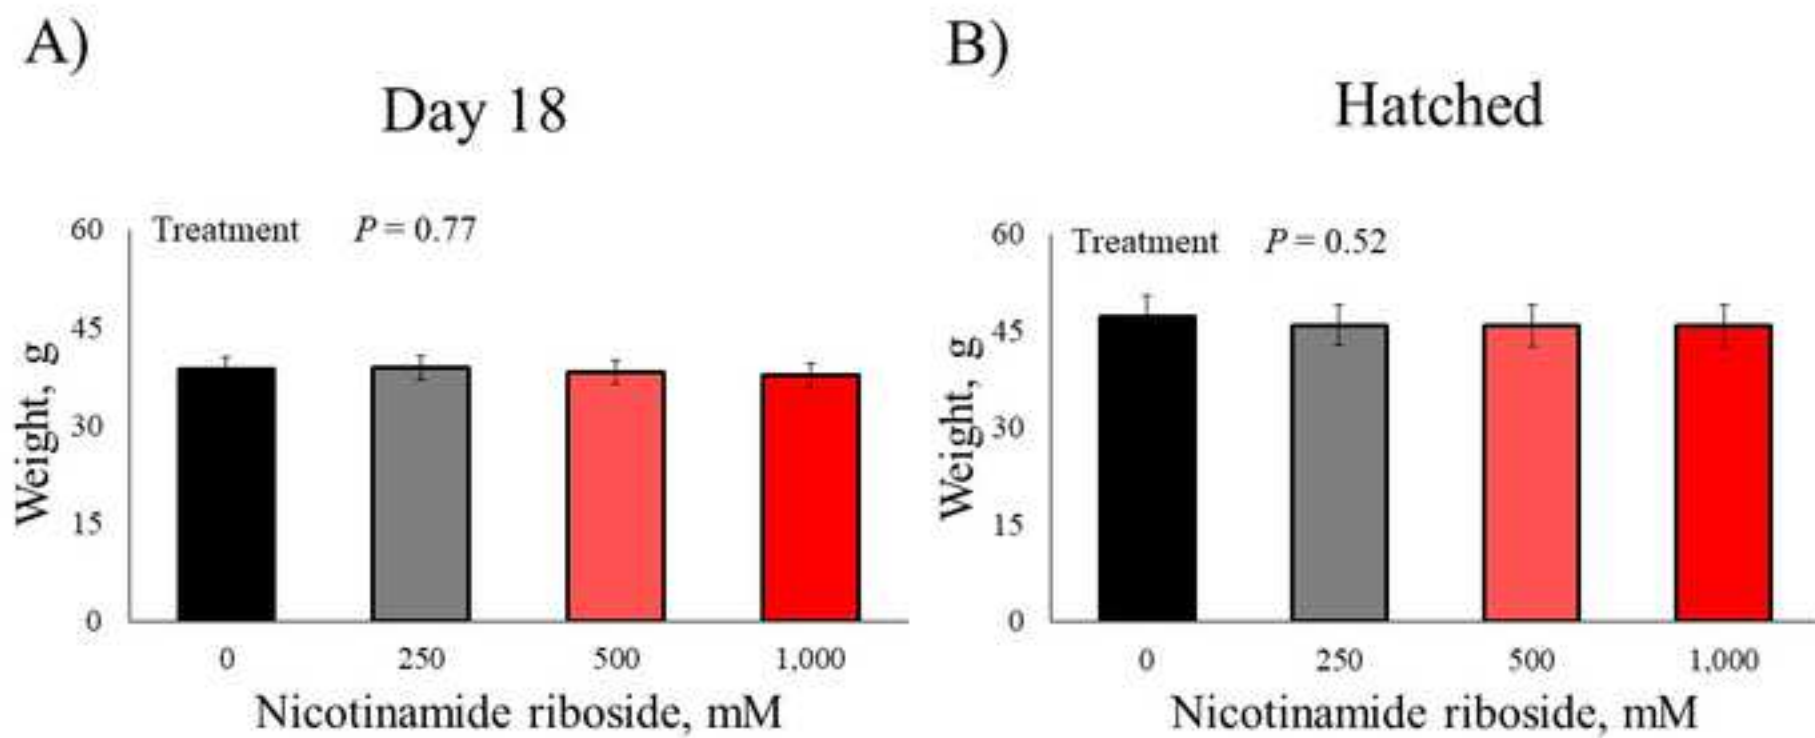 A)
Day 18
Treatment P = 0.77
60
45
30
15
0
Weight, g
0 250 500 1,000
Nicotinamide riboside, mM
B)
Hatched
Treatment P = 0.52
60
45
30
15
0
Weight, g
0 250 500 1,000
Nicotinamide riboside, mM